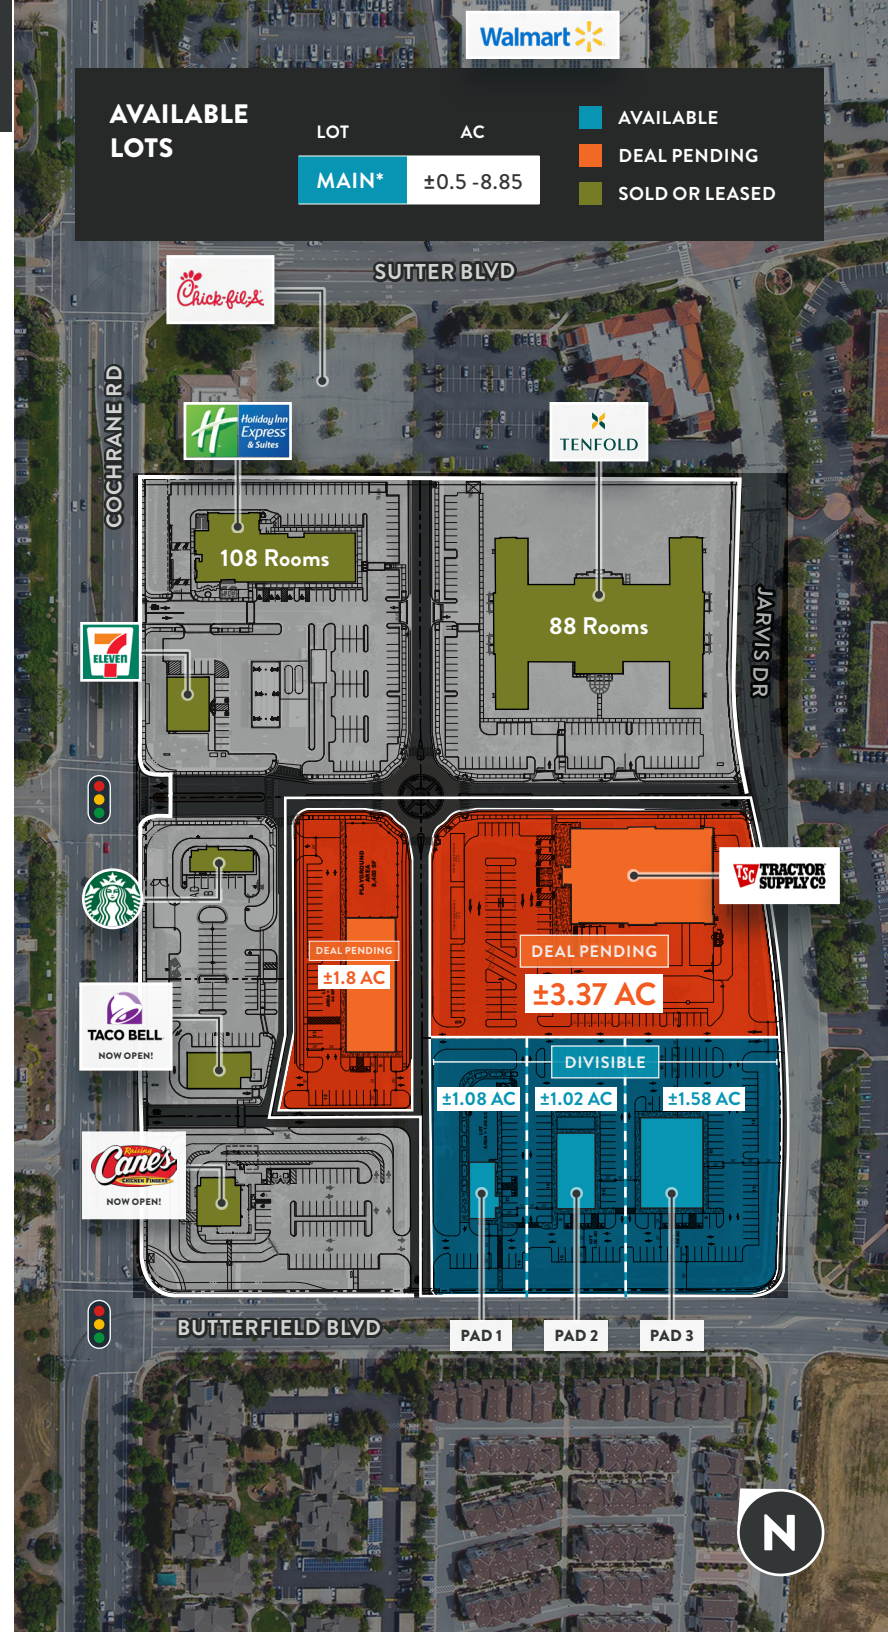 Walmart
AVAILABLE
LOTS
LOT
AC
MAIN*
±0.5 -8.85
AVAILABLE
DEAL PENDING
SOLD OR LEASED
SUTTER BLVD
Chick-fil-A
COCHRANE RD
Holiday Inn
Express
& Suites
TENFOLD
108 Rooms
88 Rooms
JARVIS DR
7
ELEVEN
PLAYGROUND
AREA
TSC TRACTOR
SUPPLY CO
DEAL PENDING
±1.8 AC
DEAL PENDING
±3.37 AC
TACO BELL
NOW OPEN!
DIVISIBLE
±1.08 AC
±1.02 AC
±1.58 AC
Raising
Cane's
CHICKEN FINGERS
NOW OPEN!
BUTTERFIELD BLVD
PAD 1
PAD 2
PAD 3
N